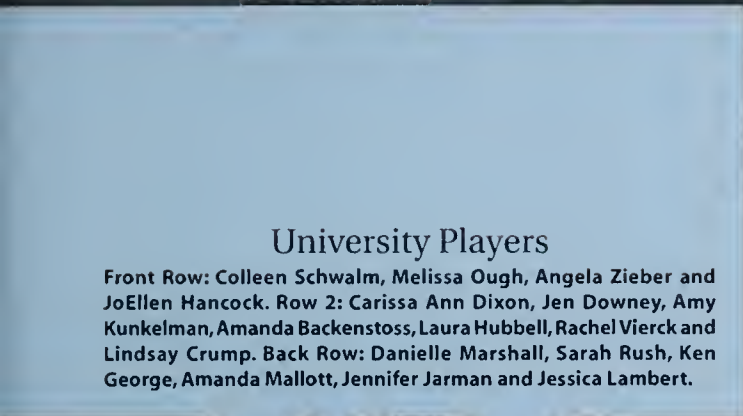 University Players
Front Row: Colleen Schwalm, Melissa Ough, Angela Zieber and
JoEllen Hancock. Row 2: Carissa Ann Dixon, Jen Downey, Amy
Kunkelman, Amanda Backenstoss, Laura Hubbell, Rachel Vierck and
Lindsay Crump. Back Row: Danielle Marshall, Sarah Rush, Ken
George, Amanda Mallott, Jennifer Jarman and Jessica Lambert.